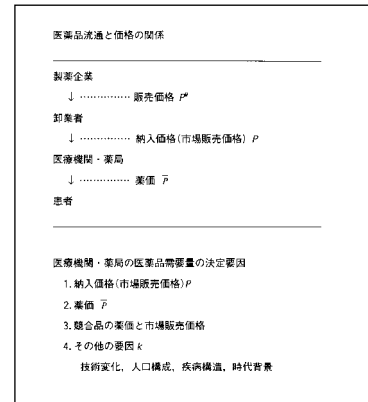 医薬品流通と価格の関係
製薬企業
↓ ………… 販売価格 Pᵠ
卸業者
↓ ………… 納入価格(市場販売価格) P
医療機関・薬局
↓ ………… 薬価 P̄
患者
医療機関・薬局の医薬品需要量の決定要因
1. 納入価格(市場販売価格)P
2. 薬価 P̄
3.競合品の薬価と市場販売価格
4. その他の要因 k
技術変化, 人口構成, 疾病構造, 時代背景